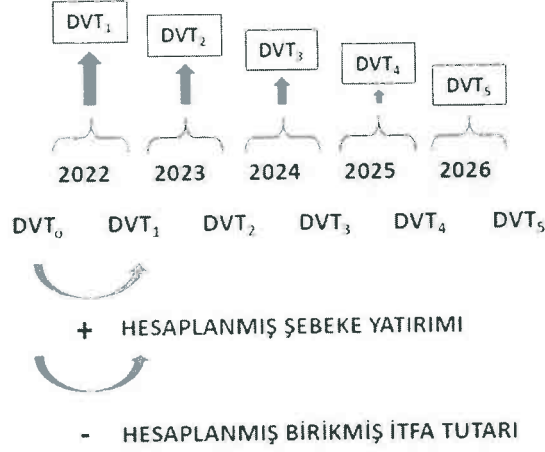 DVT₁ DVT₂ DVT₃ DVT₄ DVT₅
2022 2023 2024 2025 2026
DVT₀ DVT₁ DVT₂ DVT₃ DVT₄ DVT₅
+ HESAPLANMIŞ ŞEBEKE YATIRIMI
- HESAPLANMIŞ BİRİKMİŞ İTFA TUTARI